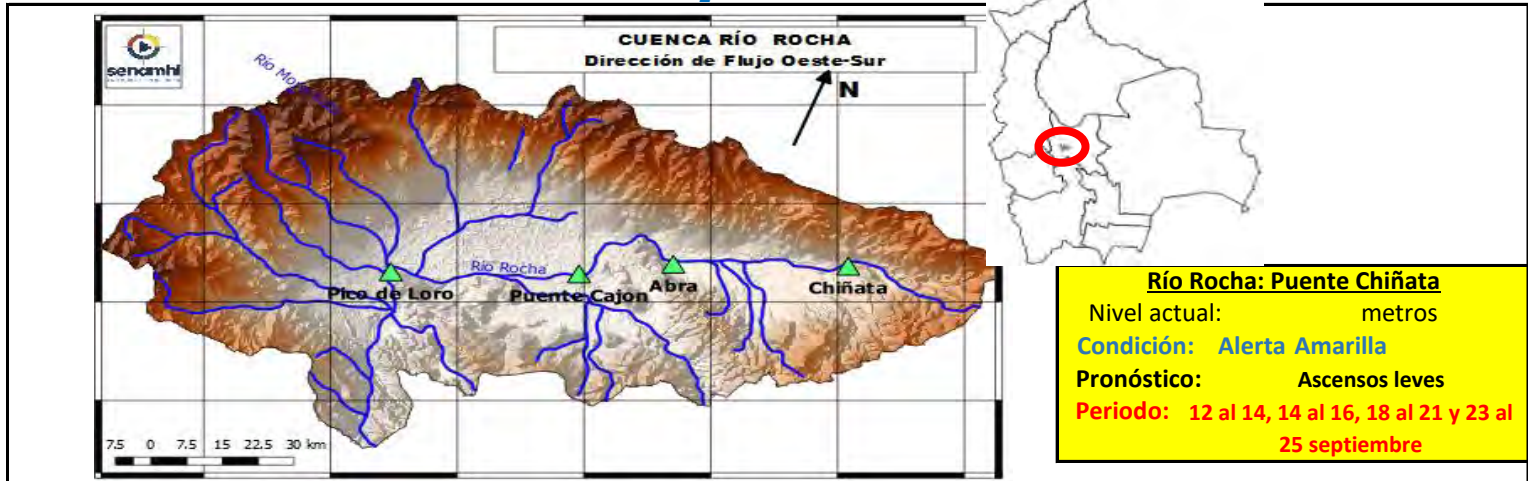 senamhi
CUENCA RÍO ROCHA
Dirección de Flujo Oeste-Sur
N
Río Rocha
Pico de Loro
Puente Cajon
Abra
Chiñata
7.5 0 7.5 15 22.5 30 km
Río Rocha: Puente Chiñata
Nivel actual: metros
Condición: Alerta Amarilla
Pronóstico: Ascensos leves
Periodo: 12 al 14, 14 al 16, 18 al 21 y 23 al
25 septiembre